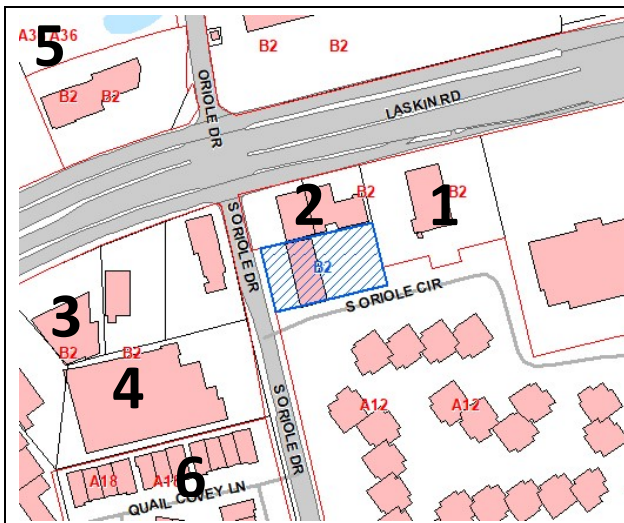 5
A3 A36
B2 B2
B2 B2
ORIOLE DR
LASKIN RD
2
B2
1
B2
S ORIOLE DR
B2
S ORIOLE CIR
3
B2 B2
4
S ORIOLE DR
A12 A12
6
A18 A18
QUAIL COVEY LN